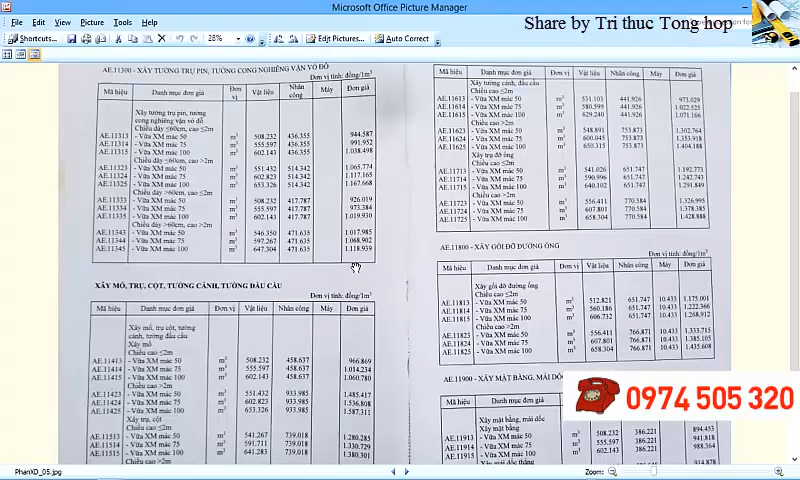 Microsoft Office Picture Manager
File Edit View Picture Tools Help
Share by Tri thuc Tong hop
Shortcuts... 28% Edit Pictures... Auto Correct
AE.11300 - XÂY TƯỜNG TRỤ PIN, TƯỜNG CONG NGHIÊNG VẶN VỎ ĐỖ
Đơn vị tính: đồng/1m³
Mã hiệu Danh mục đơn giá Đơn vị Vật liệu Nhân công Máy Đơn giá
Xây tường trụ pin, tường
cong nghiêng vặn vỏ đỗ
Chiều dày ≤60cm, cao ≤2m
AE.11313 - Vữa XM mác 50 m³ 508.232 436.355 944.587
AE.11314 - Vữa XM mác 75 m³ 555.597 436.355 991.952
AE.11315 - Vữa XM mác 100 m³ 602.143 436.355 1.038.498
Chiều dày ≤60cm, cao >2m
AE.11323 - Vữa XM mác 50 m³ 551.432 514.342 1.065.774
AE.11324 - Vữa XM mác 75 m³ 602.823 514.342 1.117.165
AE.11325 - Vữa XM mác 100 m³ 653.326 514.342 1.167.668
Chiều dày >60cm, cao ≤2m
AE.11333 - Vữa XM mác 50 m³ 508.232 417.787 926.019
AE.11334 - Vữa XM mác 75 m³ 555.597 417.787 973.384
AE.11335 - Vữa XM mác 100 m³ 602.143 417.787 1.019.930
Chiều dày >60cm, cao >2m
AE.11343 - Vữa XM mác 50 m³ 546.350 471.635 1.017.985
AE.11344 - Vữa XM mác 75 m³ 597.267 471.635 1.068.902
AE.11345 - Vữa XM mác 100 m³ 647.304 471.635 1.118.939
XÂY MỐ, TRỤ, CỘT, TƯỜNG CÁNH, TƯỜNG ĐẦU CẦU
Đơn vị tính: đồng/1m³
Mã hiệu Danh mục đơn giá Đơn vị Vật liệu Nhân công Máy Đơn giá
Xây mố, trụ cột, tường
cánh, tường đầu cầu
Xây mố
Chiều cao ≤2m
AE.11413 - Vữa XM mác 50 m³ 508.232 458.637 966.869
AE.11414 - Vữa XM mác 75 m³ 555.597 458.637 1.014.234
AE.11415 - Vữa XM mác 100 m³ 602.143 458.637 1.060.780
Chiều cao >2m
AE.11423 - Vữa XM mác 50 m³ 551.432 933.985 1.485.417
AE.11424 - Vữa XM mác 75 m³ 602.823 933.985 1.536.808
AE.11425 - Vữa XM mác 100 m³ 653.326 933.985 1.587.311
Xây trụ, cột
Chiều cao ≤2m
AE.11513 - Vữa XM mác 50 m³ 541.267 739.018 1.280.285
AE.11514 - Vữa XM mác 75 m³ 591.711 739.018 1.330.729
AE.11515 - Vữa XM mác 100 m³ 641.283 739.018 1.380.301
Chiều cao >2m
Mã hiệu Danh mục đơn giá Đơn vị Vật liệu Nhân công Máy Đơn giá
Xây tường cánh, đầu cầu
Chiều cao ≤2m
AE.11613 - Vữa XM mác 50 m³ 531.103 441.926 973.029
AE.11614 - Vữa XM mác 75 m³ 580.599 441.926 1.022.525
AE.11615 - Vữa XM mác 100 m³ 629.240 441.926 1.071.166
Chiều cao >2m
AE.11623 - Vữa XM mác 50 m³ 548.891 753.873 1.302.764
AE.11624 - Vữa XM mác 75 m³ 600.045 753.873 1.353.918
AE.11625 - Vữa XM mác 100 m³ 650.315 753.873 1.404.188
Xây trụ đỡ ống
Chiều cao ≤2m
AE.11713 - Vữa XM mác 50 m³ 541.026 651.747 1.192.773
AE.11714 - Vữa XM mác 75 m³ 590.996 651.747 1.242.743
AE.11715 - Vữa XM mác 100 m³ 640.102 651.747 1.291.849
Chiều cao >2m
AE.11723 - Vữa XM mác 50 m³ 556.411 770.584 1.326.995
AE.11724 - Vữa XM mác 75 m³ 607.801 770.584 1.378.385
AE.11725 - Vữa XM mác 100 m³ 658.304 770.584 1.428.888
AE.11800 - XÂY GỐI ĐỠ ĐƯỜNG ỐNG
Đơn vị tính: đồng/1m³
Mã hiệu Danh mục đơn giá Đơn vị Vật liệu Nhân công Máy Đơn giá
Xây gối đỡ đường ống
Chiều cao ≤2m
AE.11813 - Vữa XM mác 50 m³ 512.821 651.747 10.433 1.175.001
AE.11814 - Vữa XM mác 75 m³ 560.186 651.747 10.433 1.222.366
AE.11815 - Vữa XM mác 100 m³ 606.732 651.747 10.433 1.268.912
Chiều cao >2m
AE.11823 - Vữa XM mác 50 m³ 556.411 766.871 10.433 1.333.715
AE.11824 - Vữa XM mác 75 m³ 607.801 766.871 10.433 1.385.105
AE.11825 - Vữa XM mác 100 m³ 658.304 766.871 10.433 1.435.608
AE.11900 - XÂY MẶT BẰNG, MÁI DỐC
Mã hiệu Danh mục đơn giá
Xây mặt bằng, mái dốc
Xây mặt bằng
AE.11913 - Vữa XM mác 50 m³ 508.232 386.221 894.453
AE.11914 - Vữa XM mác 75 m³ 555.597 386.221 941.818
AE.11915 - Vữa XM mác 100 m³ 602.143 386.221 988.364
Xây mái dốc thẳng
0974 505 320
PhanXD_05.jpg
Zoom: